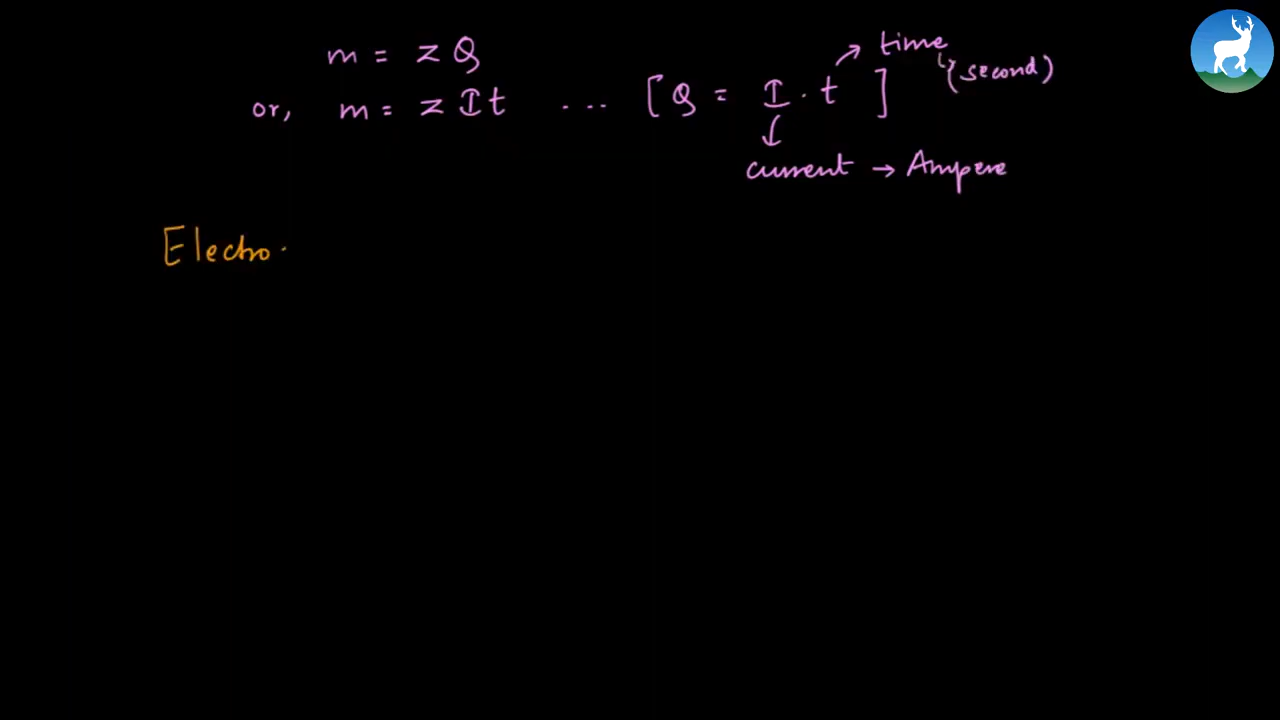 m = z Q
or, m = z I t ... [ Q = I . t ] → time
↳ (second)
↓
current → Ampere
Electro.